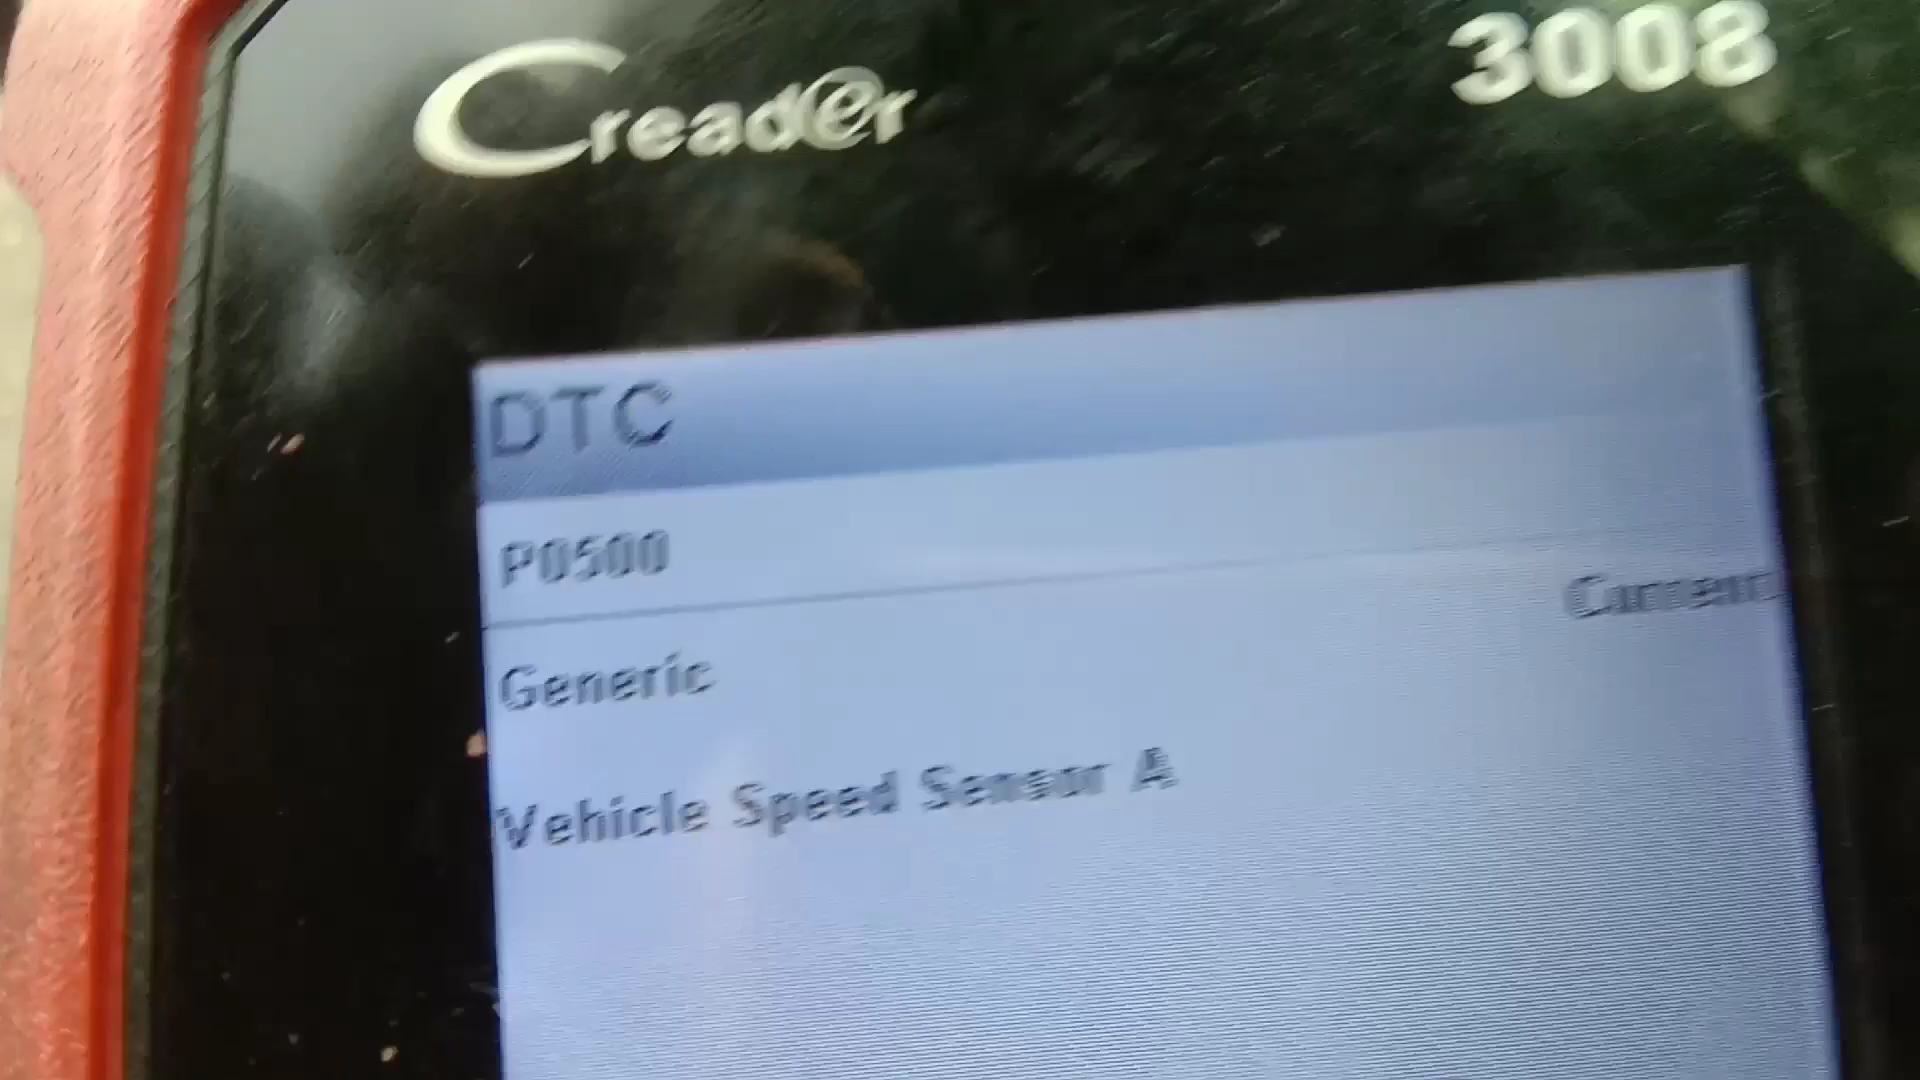 Creader 3008
DTC
P0500
Current
Generic
Vehicle Speed Sensor A